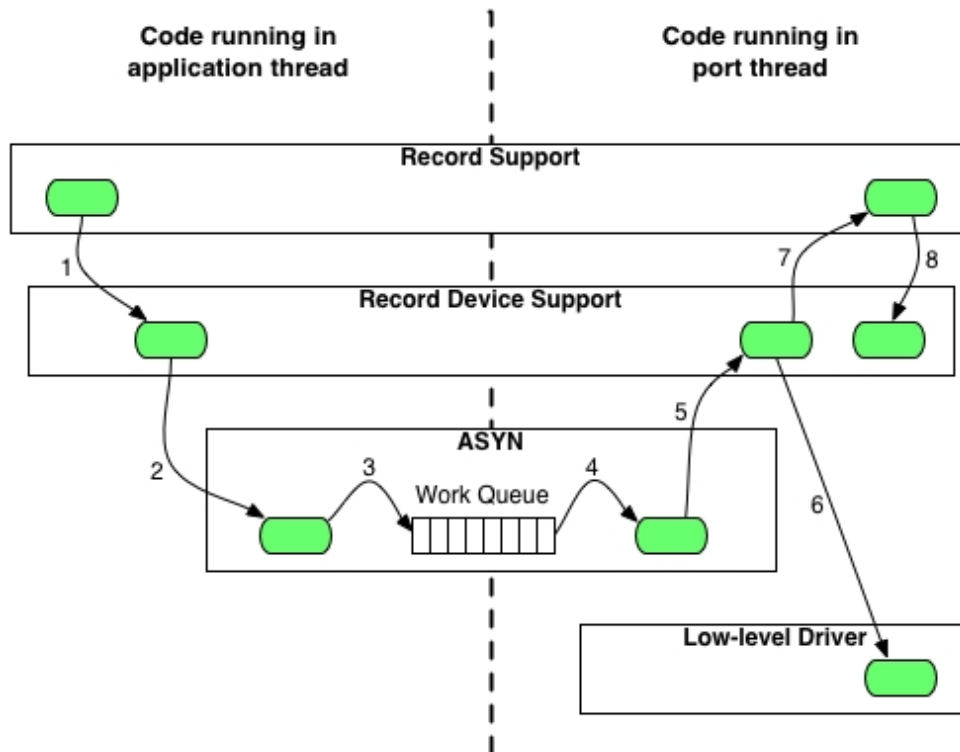 Code running in
application thread
Code running in
port thread
Record Support
1
7
8
Record Device Support
2
5
6
ASYN
3
4
Work Queue
Low-level Driver